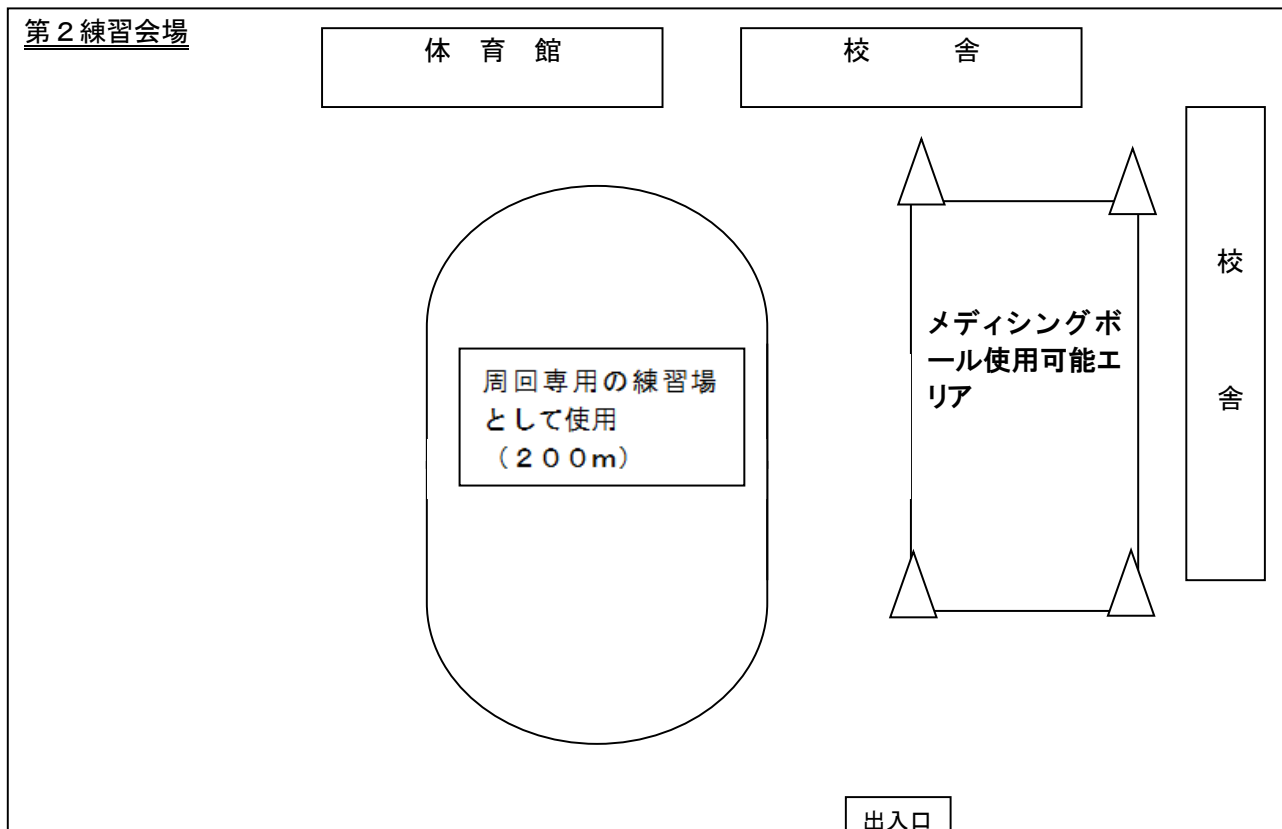 第２練習会場
体　育　館
校　　　舎
校
舎
メディシングボ
ール使用可能エ
リア
周回専用の練習場
として使用
（２００ｍ）
出入口